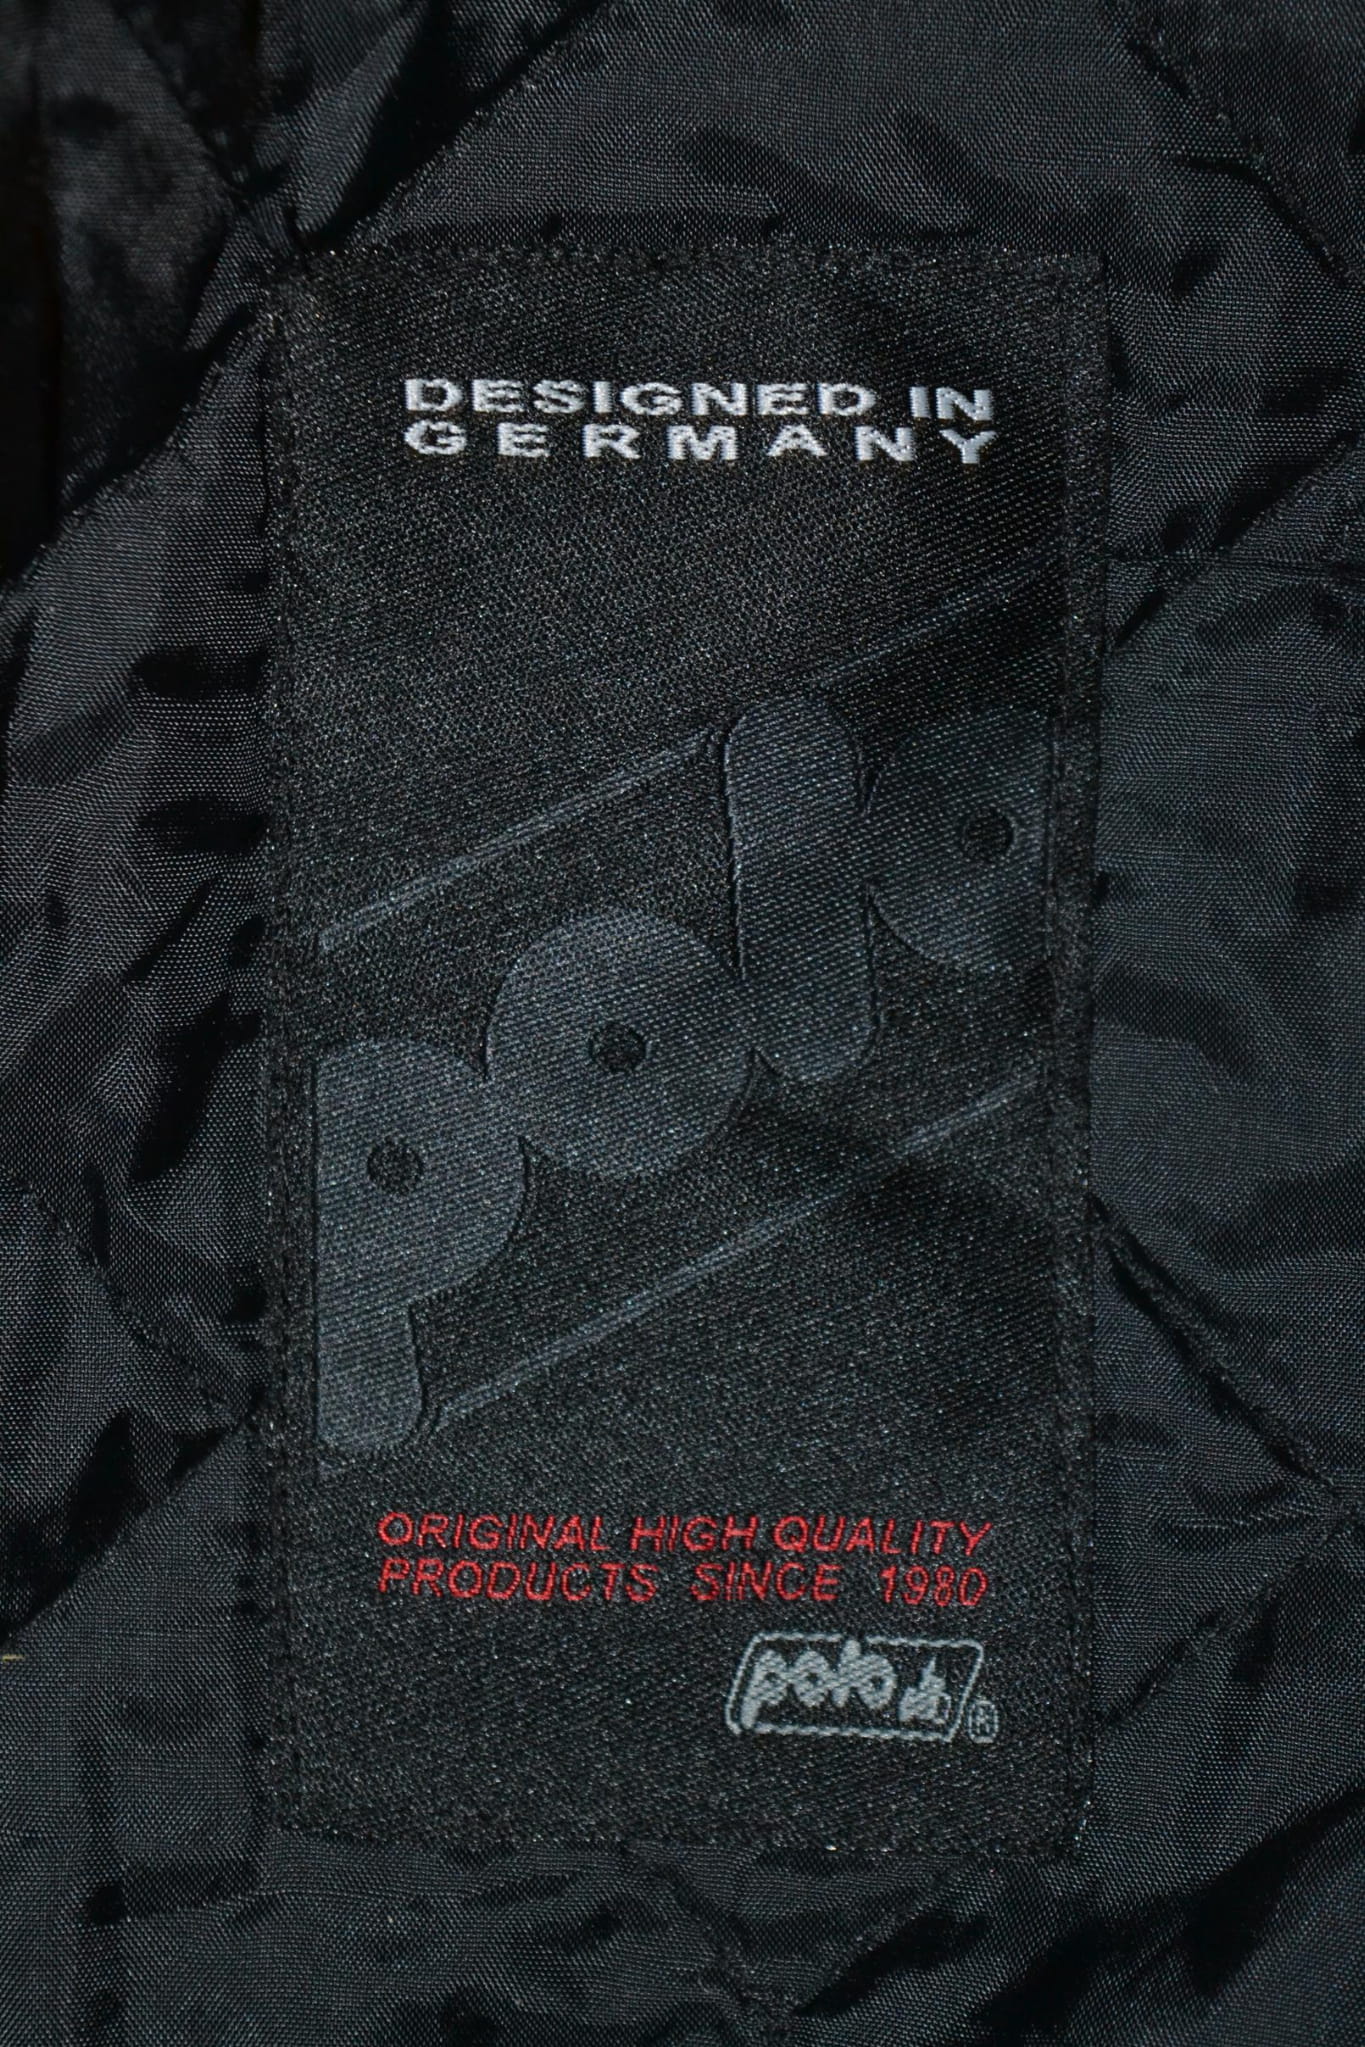 DESIGNED IN
GERMANY
polo
ORIGINAL HIGH QUALITY
PRODUCTS SINCE 1980
polo ®